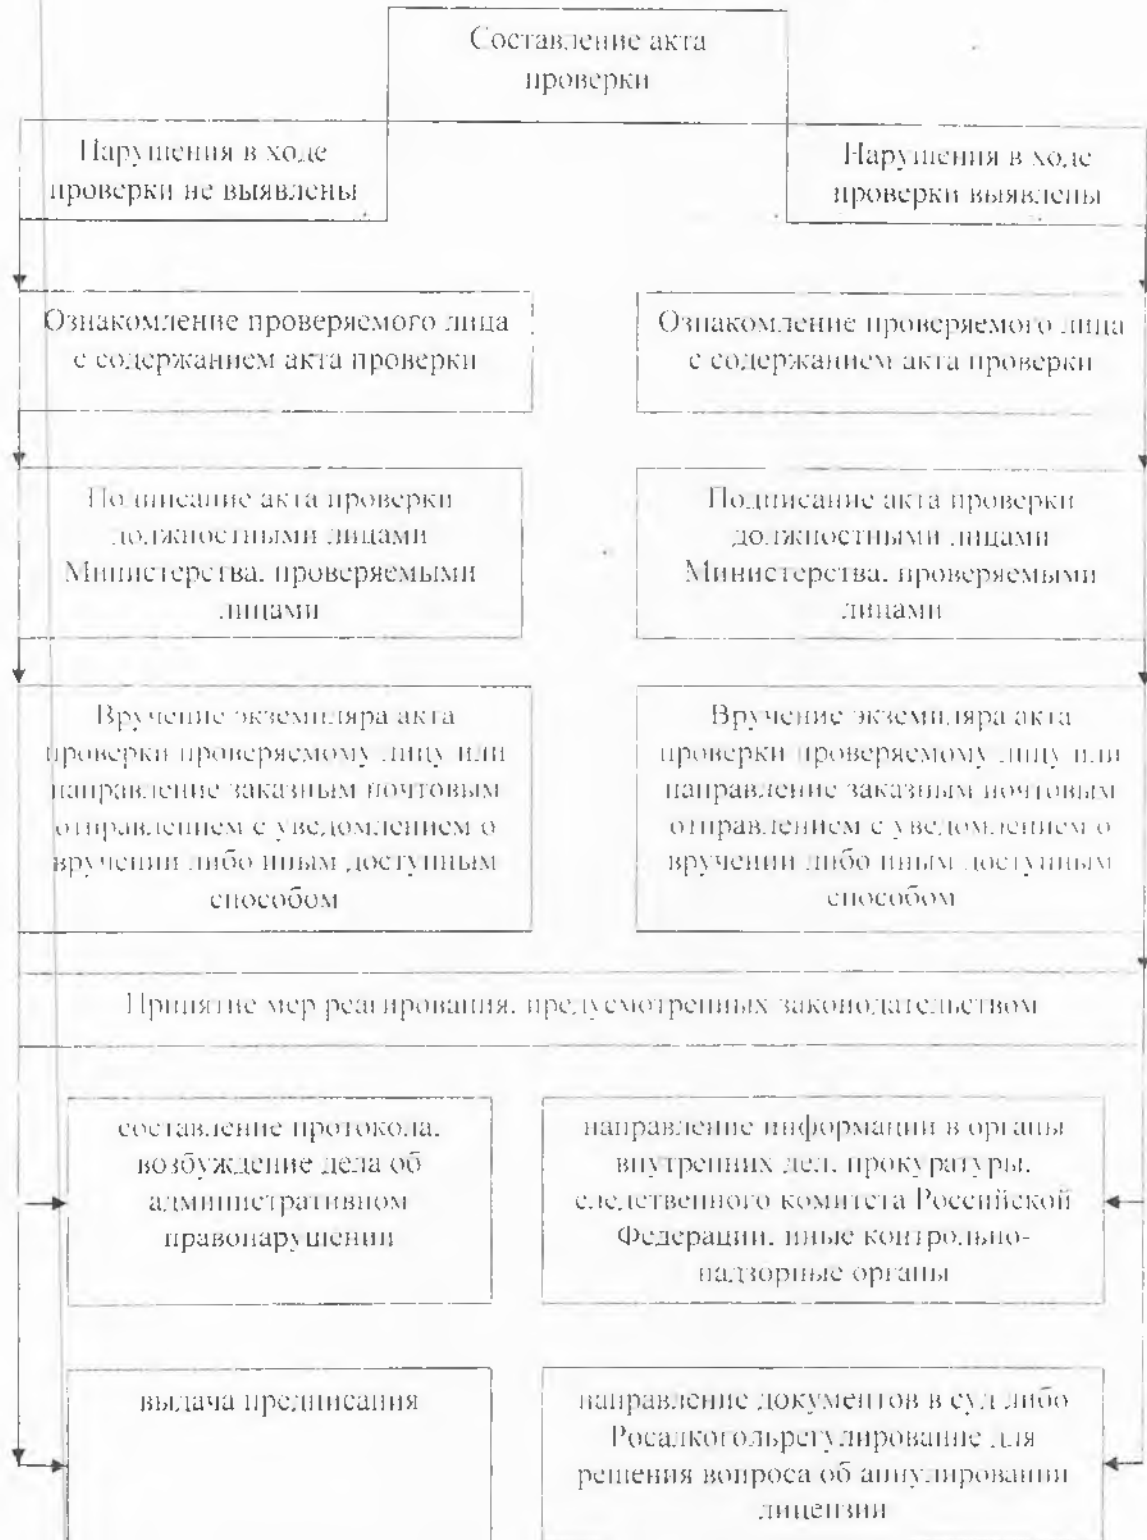 Составление акта
проверки
Нарушения в ходе
проверки не выявлены
Нарушения в ходе
проверки выявлены
Ознакомление проверяемого лица
с содержанием акта проверки
Ознакомление проверяемого лица
с содержанием акта проверки
Подписание акта проверки
должностными лицами
Министерства, проверяемыми
лицами
Подписание акта проверки
должностными лицами
Министерства, проверяемыми
лицами
Вручение экземпляра акта
проверки проверяемому лицу или
направление заказным почтовым
отправлением с уведомлением о
вручении либо иным доступным
способом
Вручение экземпляра акта
проверки проверяемому лицу или
направление заказным почтовым
отправлением с уведомлением о
вручении либо иным доступным
способом
Принятие мер реагирования, предусмотренных законодательством
составление протокола,
возбуждение дела об
административном
правонарушении
направление информации в органы
внутренних дел, прокуратуры,
следственного комитета Российской
Федерации, иные контрольно-
надзорные органы
выдача предписания
направление документов в суд либо
Росалкогольрегулирование для
решения вопроса об аннулировании
лицензии